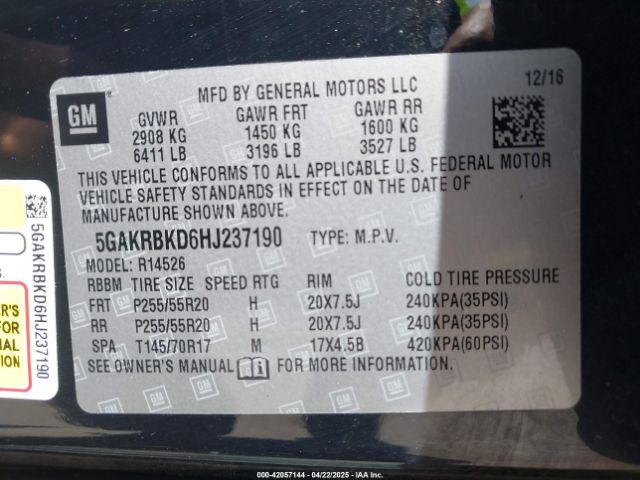 MFD BY GENERAL MOTORS LLC 12/16
GM
GVWR GAWR FRT GAWR RR
2908 KG 1450 KG 1600 KG
6411 LB 3196 LB 3527 LB
THIS VEHICLE CONFORMS TO ALL APPLICABLE U.S. FEDERAL MOTOR
VEHICLE SAFETY STANDARDS IN EFFECT ON THE DATE OF
MANUFACTURE SHOWN ABOVE.
5GAKRBKD6HJ237190 TYPE: M.P.V.
MODEL: R14526
RBBM TIRE SIZE SPEED RTG RIM COLD TIRE PRESSURE
FRT P255/55R20 H 20X7.5J 240KPA(35PSI)
RR P255/55R20 H 20X7.5J 240KPA(35PSI)
SPA T145/70R17 M 17X4.5B 420KPA(60PSI)
SEE OWNER'S MANUAL FOR MORE INFORMATION.
5GAKRBKD6HJ237190
ER'S
FOR
AL
000-42057144 - 04/22/2025 - IAAI, Inc.